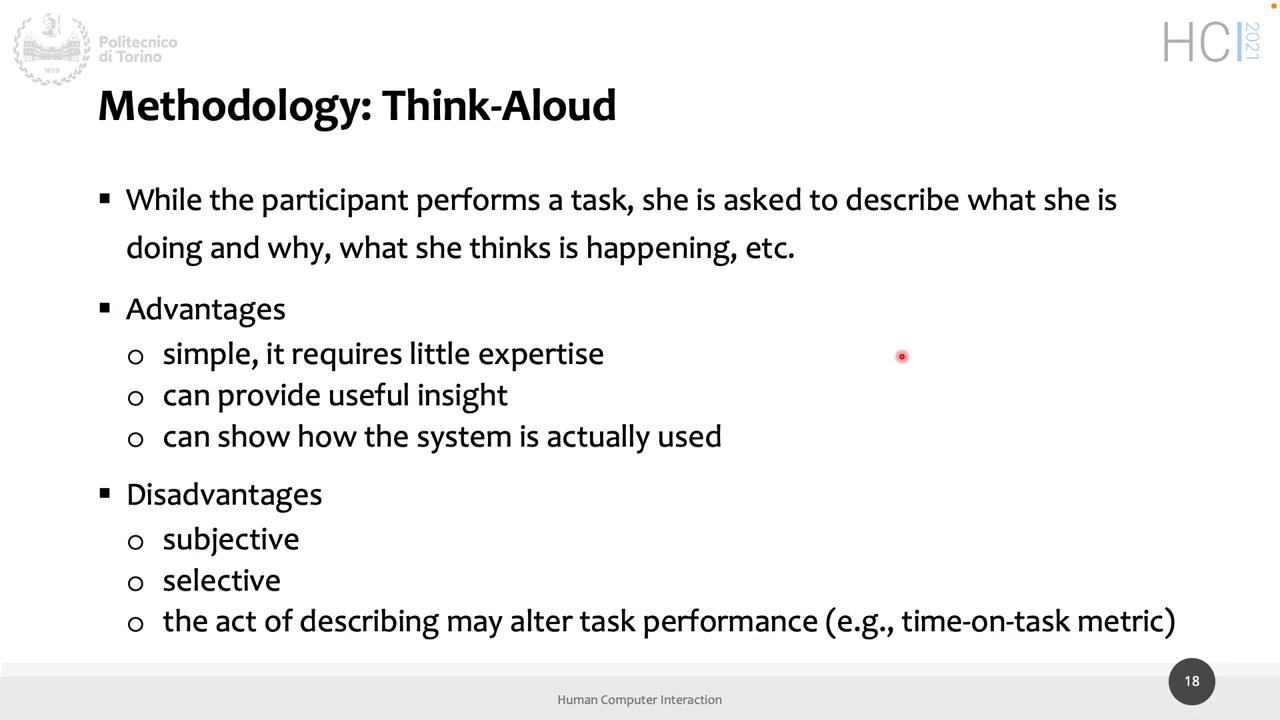 Politecnico
di Torino
1859
HCI 2021
Methodology: Think-Aloud
▪ While the participant performs a task, she is asked to describe what she is
doing and why, what she thinks is happening, etc.
▪ Advantages
o simple, it requires little expertise
o can provide useful insight
o can show how the system is actually used
▪ Disadvantages
o subjective
o selective
o the act of describing may alter task performance (e.g., time-on-task metric)
Human Computer Interaction
18